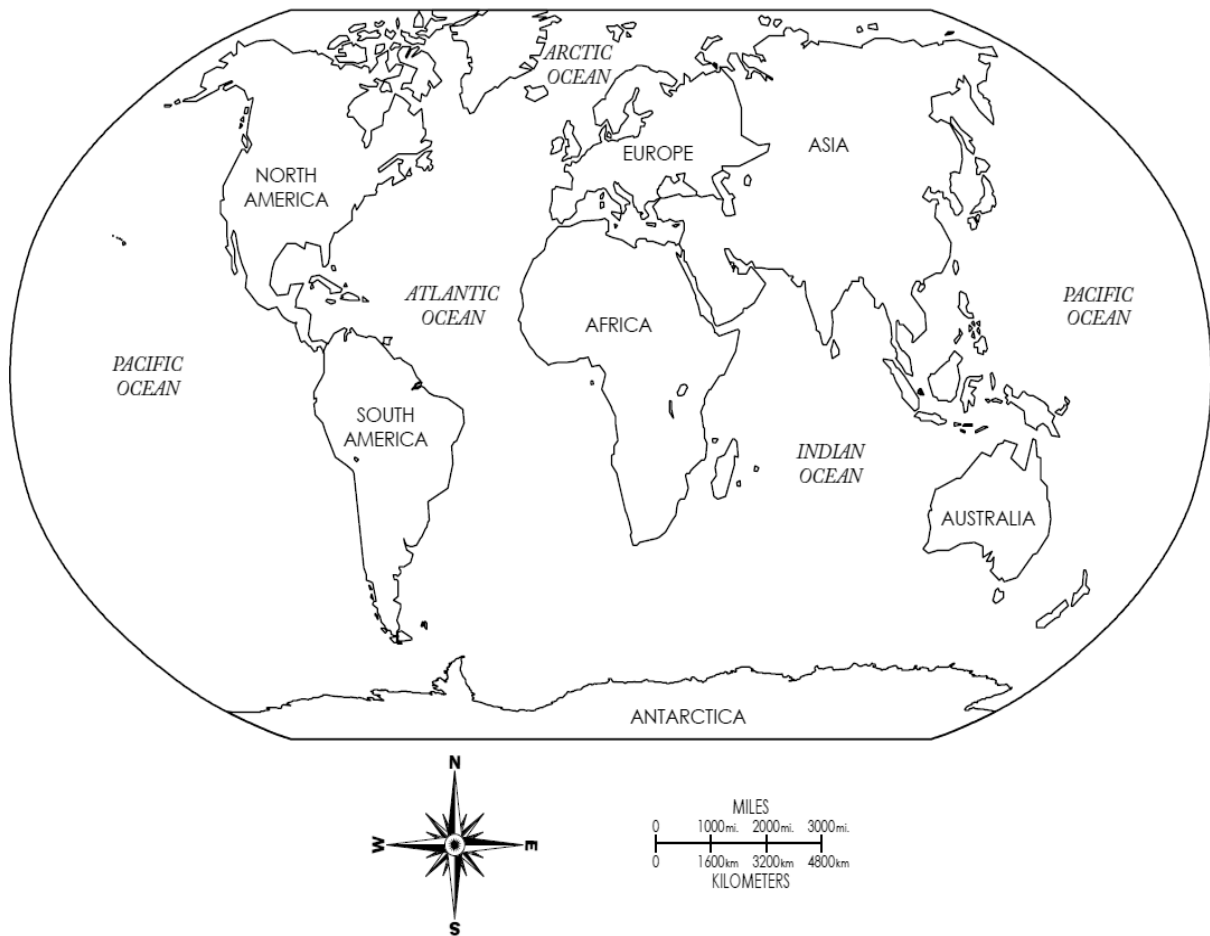 ARCTIC
OCEAN
NORTH
AMERICA
EUROPE
ASIA
ATLANTIC
OCEAN
AFRICA
PACIFIC
OCEAN
PACIFIC
OCEAN
SOUTH
AMERICA
INDIAN
OCEAN
AUSTRALIA
ANTARCTICA
N
W
E
S
MILES
0 1000mi. 2000mi. 3000mi.
0 1600km 3200km 4800km
KILOMETERS